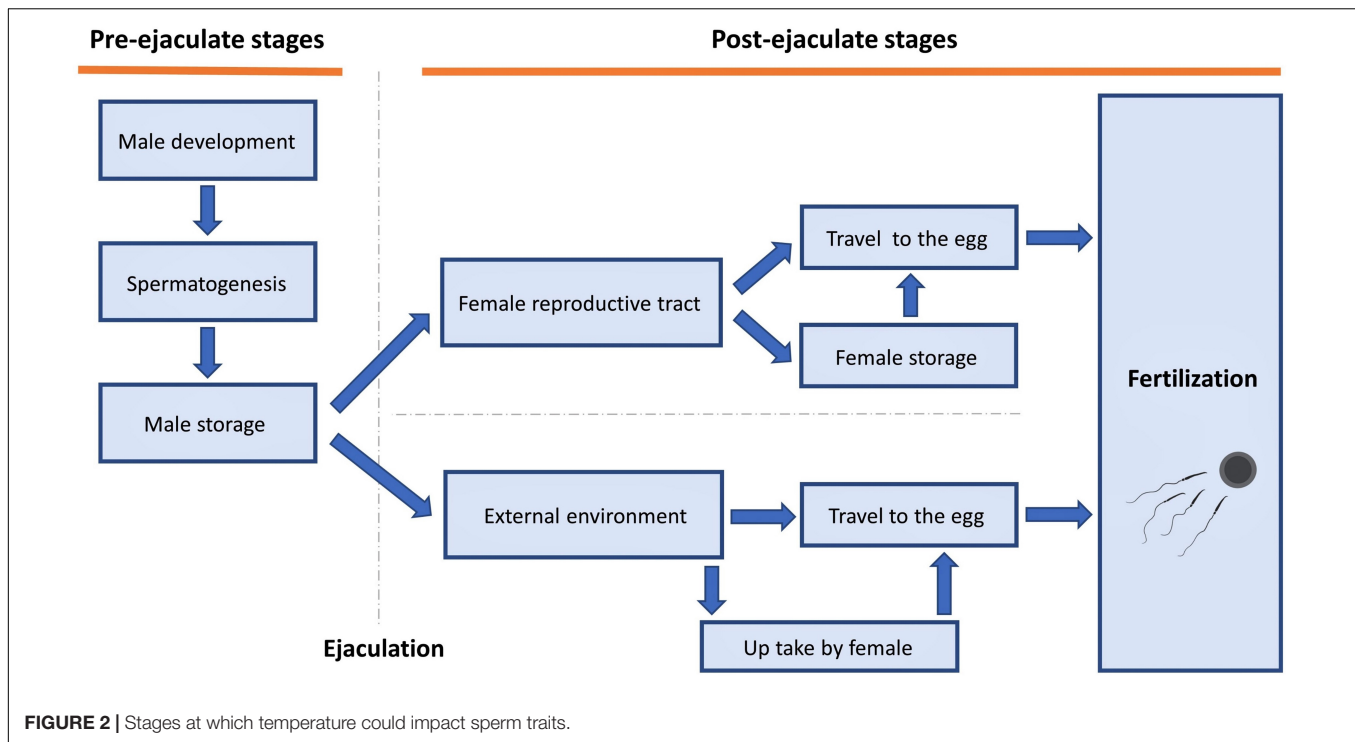 Pre-ejaculate stages
Post-ejaculate stages
Male development
Spermatogenesis
Male storage
Ejaculation
Female reproductive tract
Travel to the egg
Female storage
External environment
Travel to the egg
Up take by female
Fertilization
FIGURE 2 | Stages at which temperature could impact sperm traits.